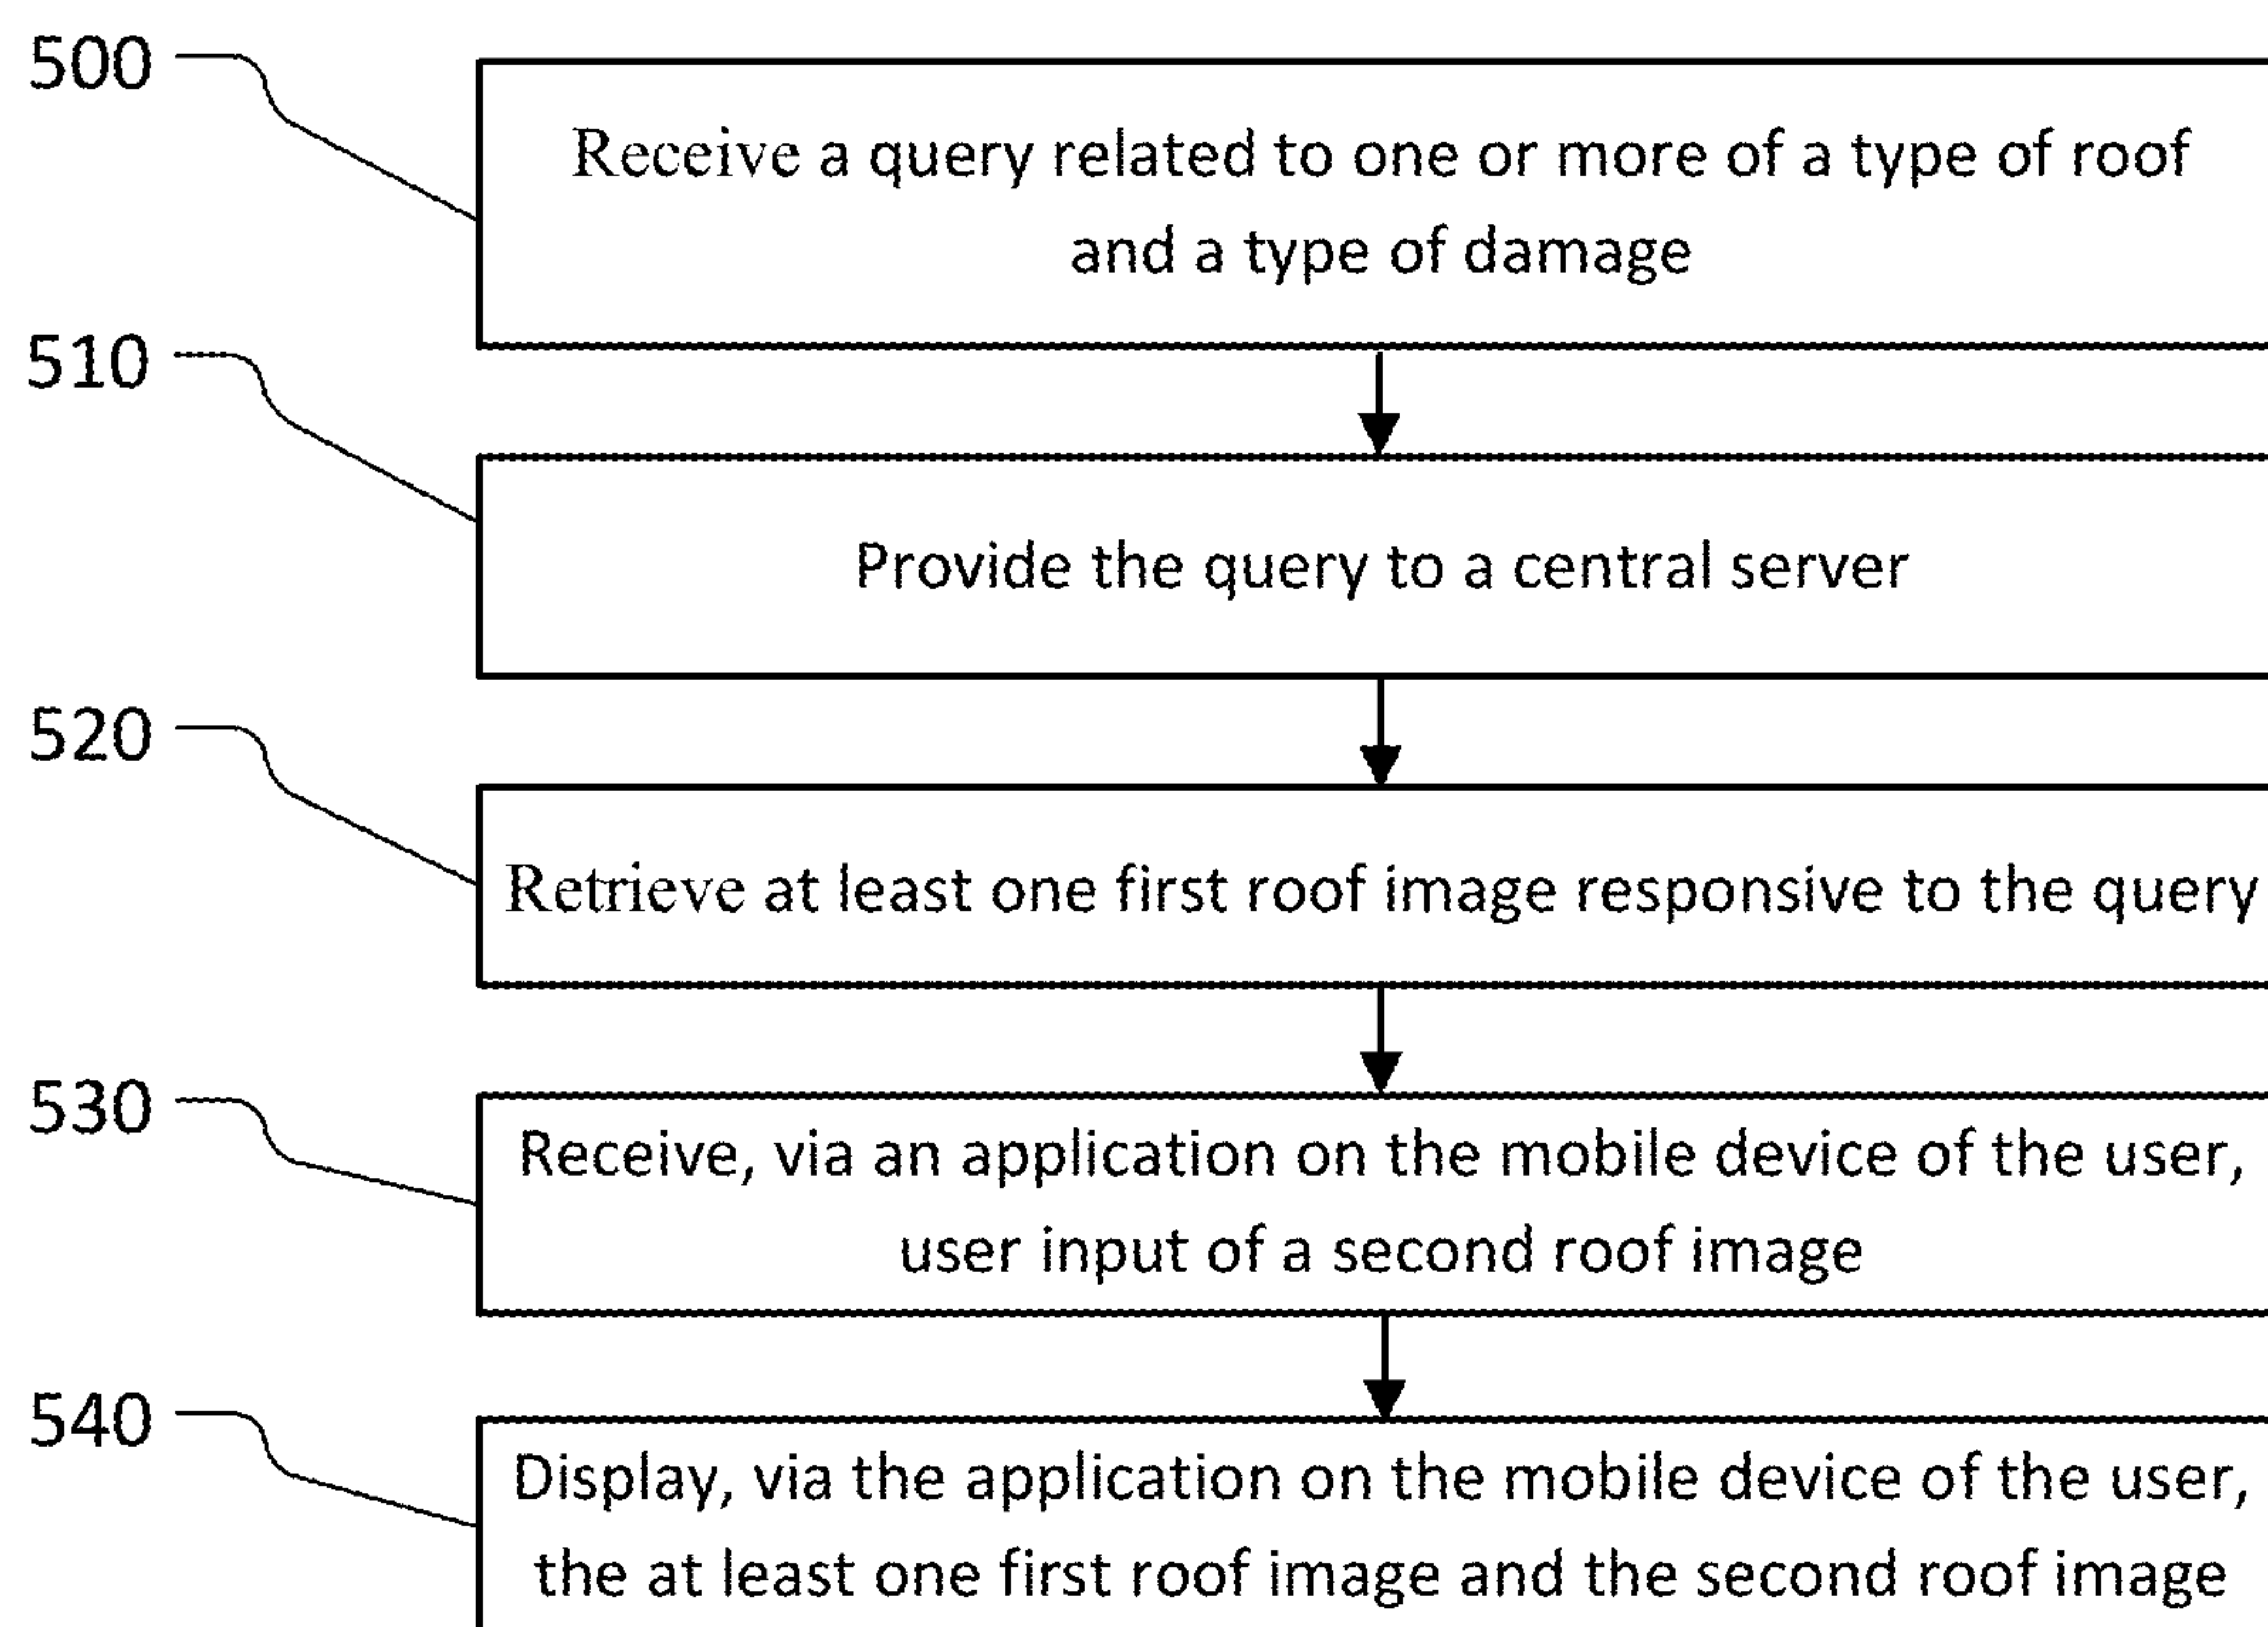 500
Receive a query related to one or more of a type of roof
and a type of damage
510
Provide the query to a central server
520
Retrieve at least one first roof image responsive to the query
530
Receive, via an application on the mobile device of the user,
user input of a second roof image
540
Display, via the application on the mobile device of the user,
the at least one first roof image and the second roof image